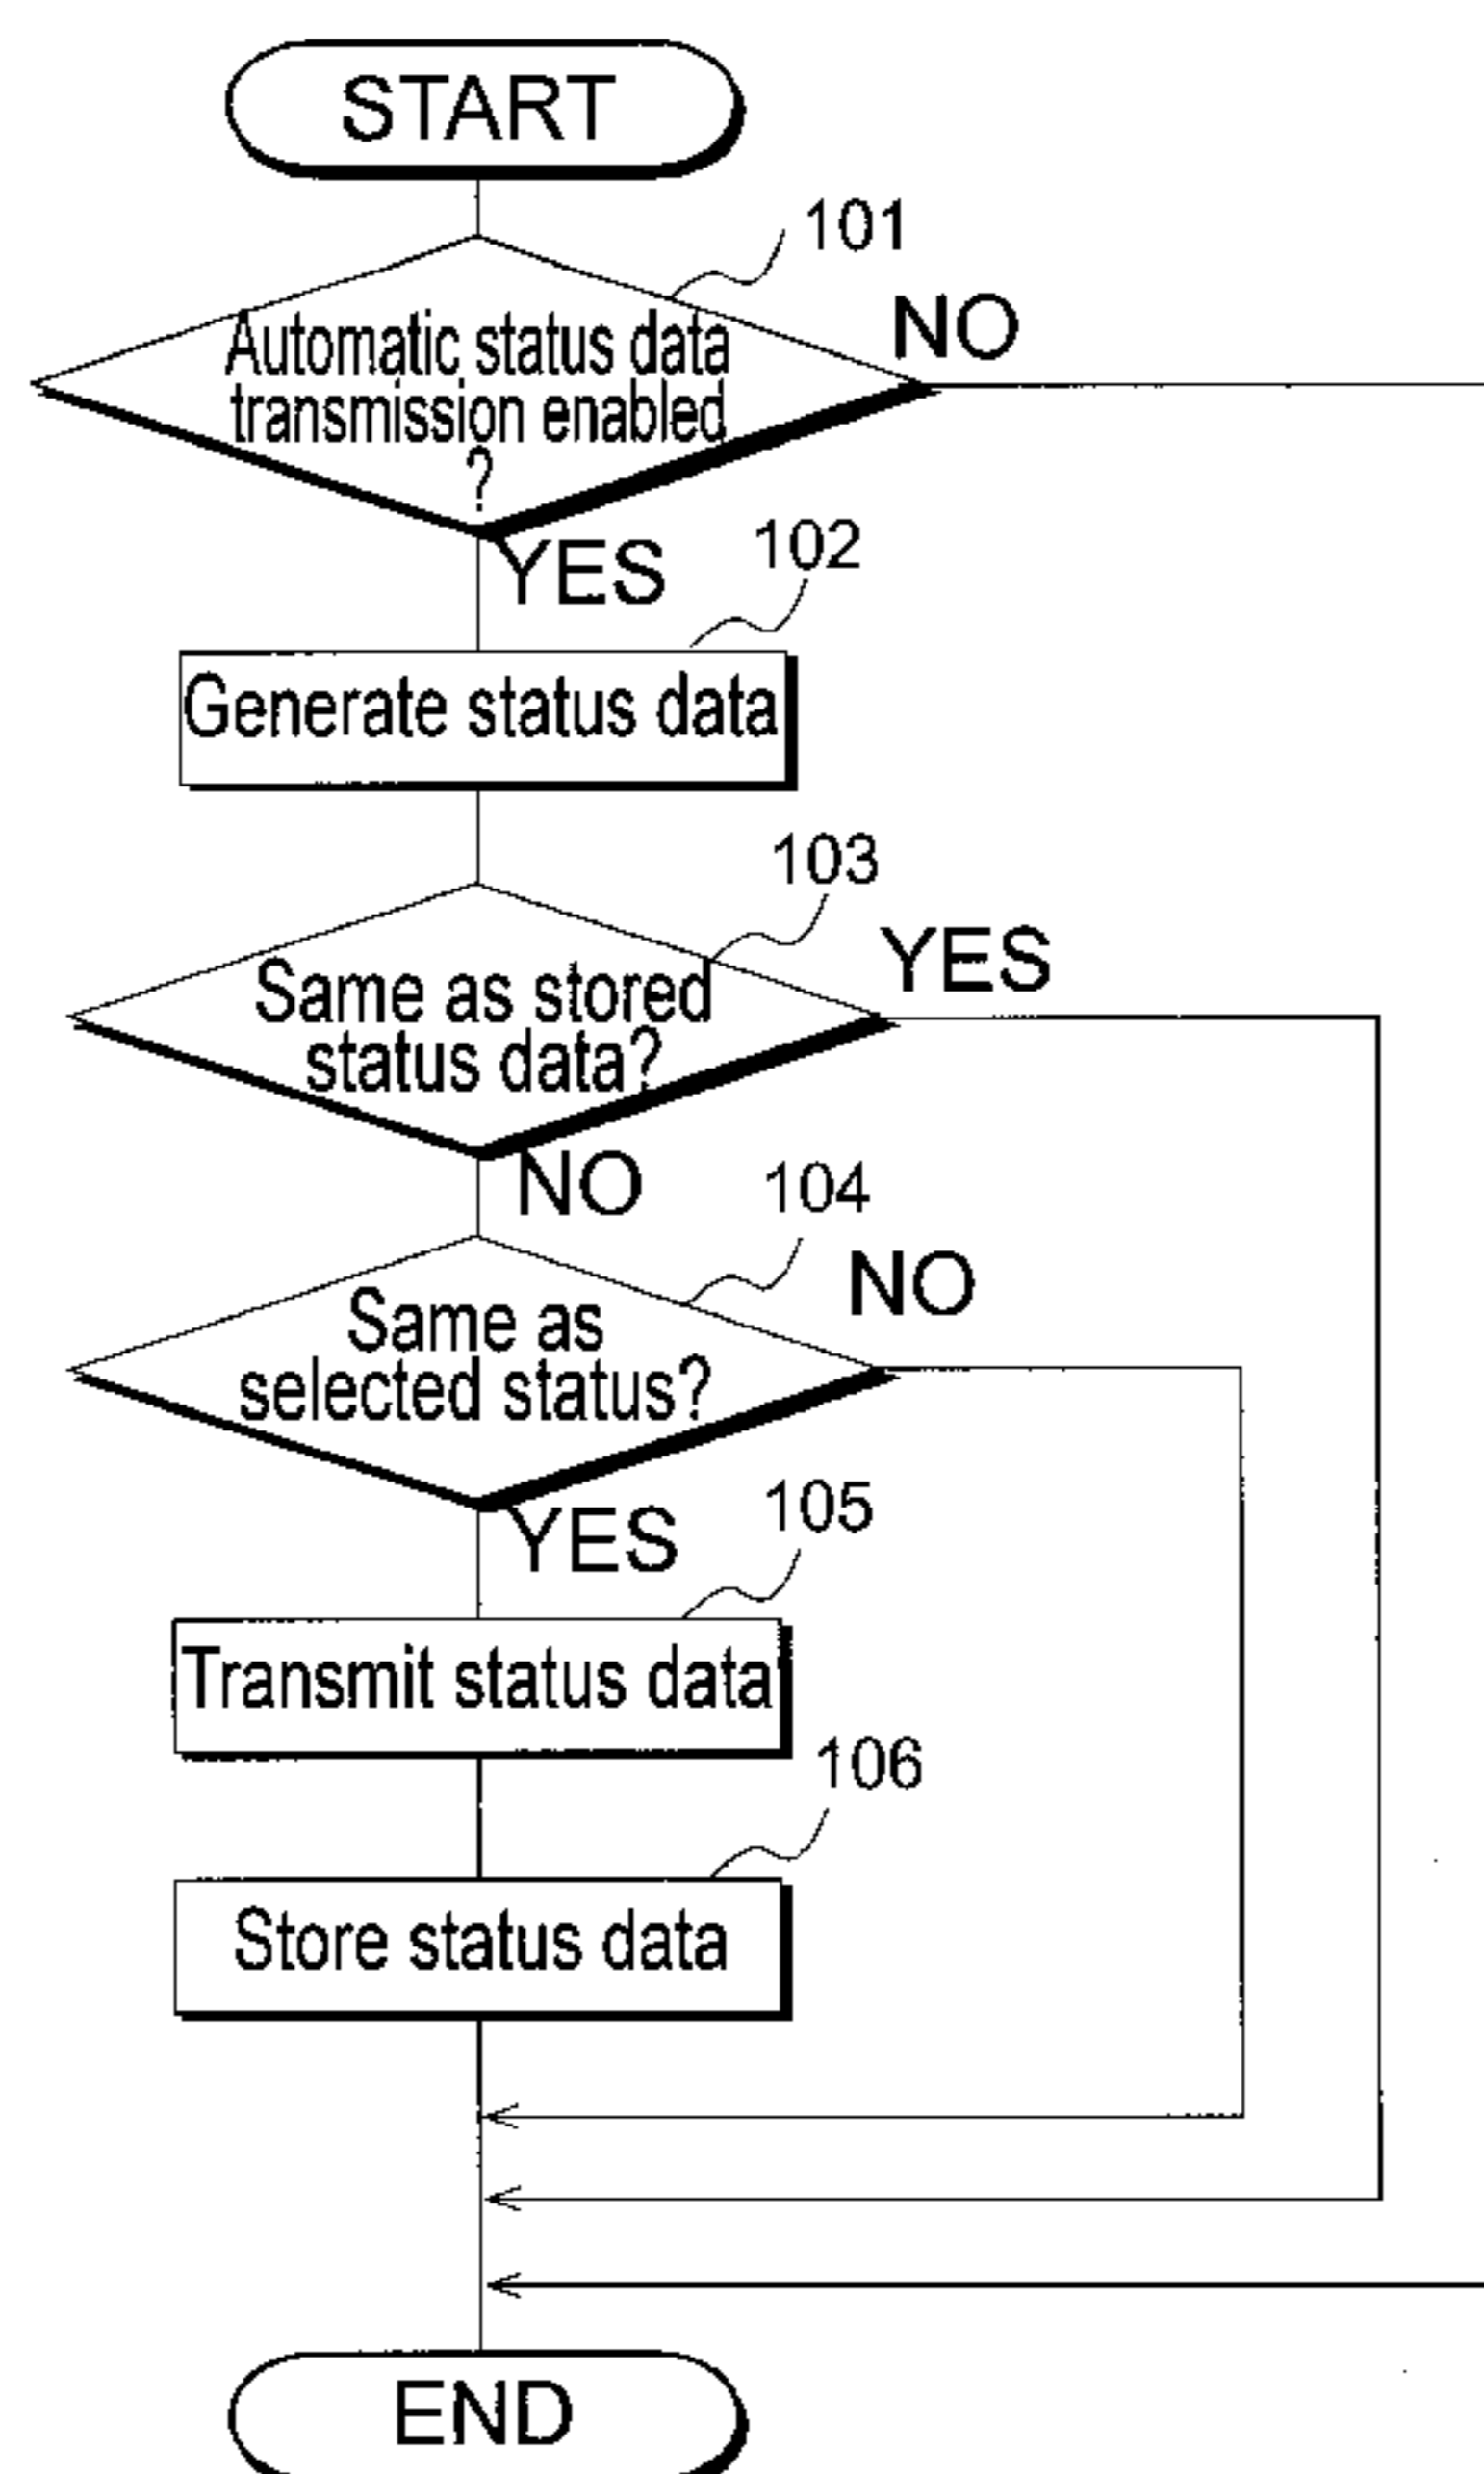 START
101
Automatic status data
transmission enabled
?
NO
YES
102
Generate status data
103
Same as stored
status data?
YES
NO
104
Same as
selected status?
NO
YES
105
Transmit status data
106
Store status data
END